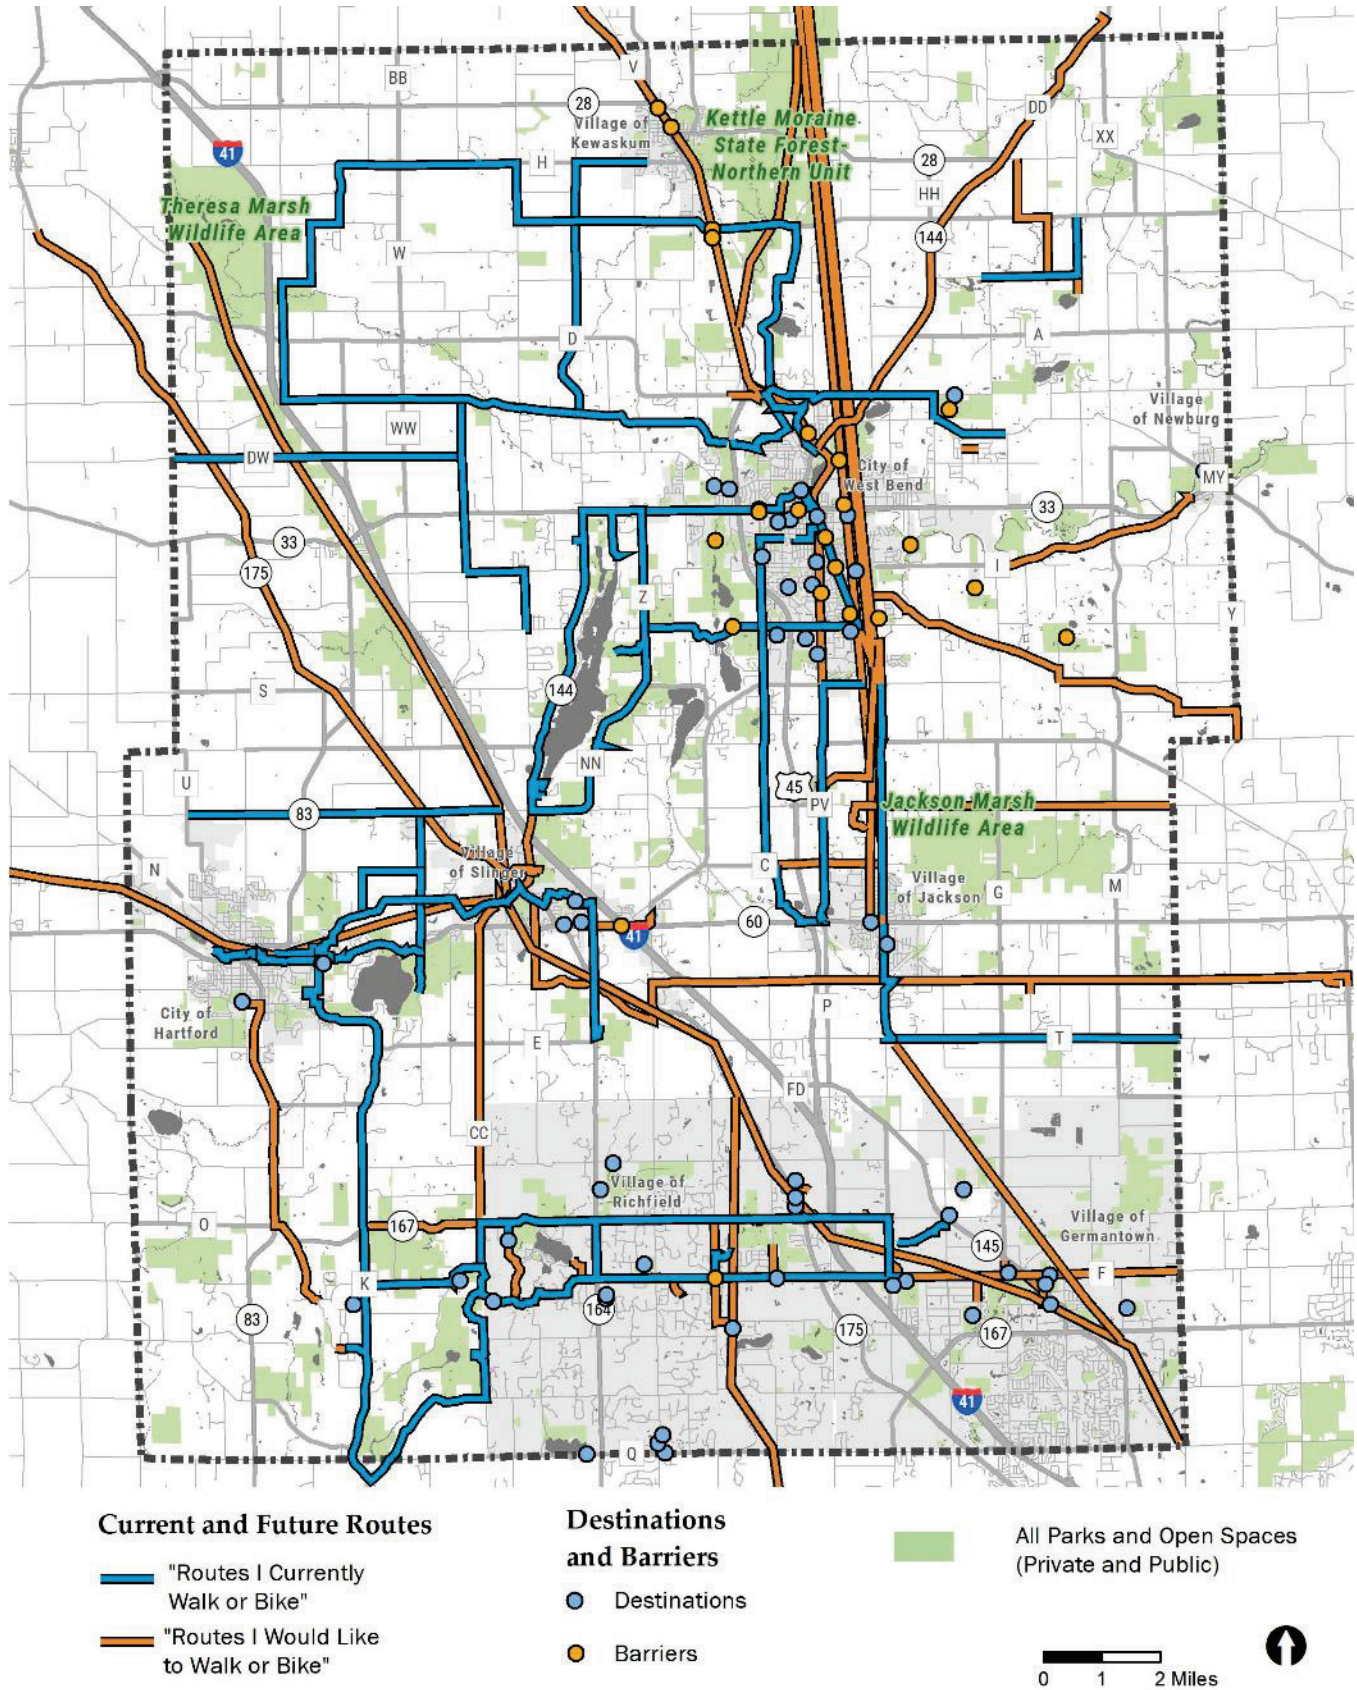 V
BB
28
Village of
Kewaskum
Kettle Moraine
State Forest-
Northern Unit
DD
XX
41
H
28
HH
Theresa Marsh
Wildlife Area
144
W
D
A
Village
of Newburg
WW
DW
City of
West Bend
MY
33
33
175
I
Z
Y
S
144
NN
U
45
PV
83
Jackson Marsh
Wildlife Area
Village
of Slinger
N
C
Village
of Jackson
G
M
60
41
P
City of
Hartford
E
T
FD
CC
Village of
Richfield
O
167
Village of
Germantown
145
F
K
83
164
175
167
41
Q
Current and Future Routes
"Routes I Currently
Walk or Bike"
"Routes I Would Like
to Walk or Bike"
Destinations
and Barriers
Destinations
Barriers
All Parks and Open Spaces
(Private and Public)
0 1 2 Miles